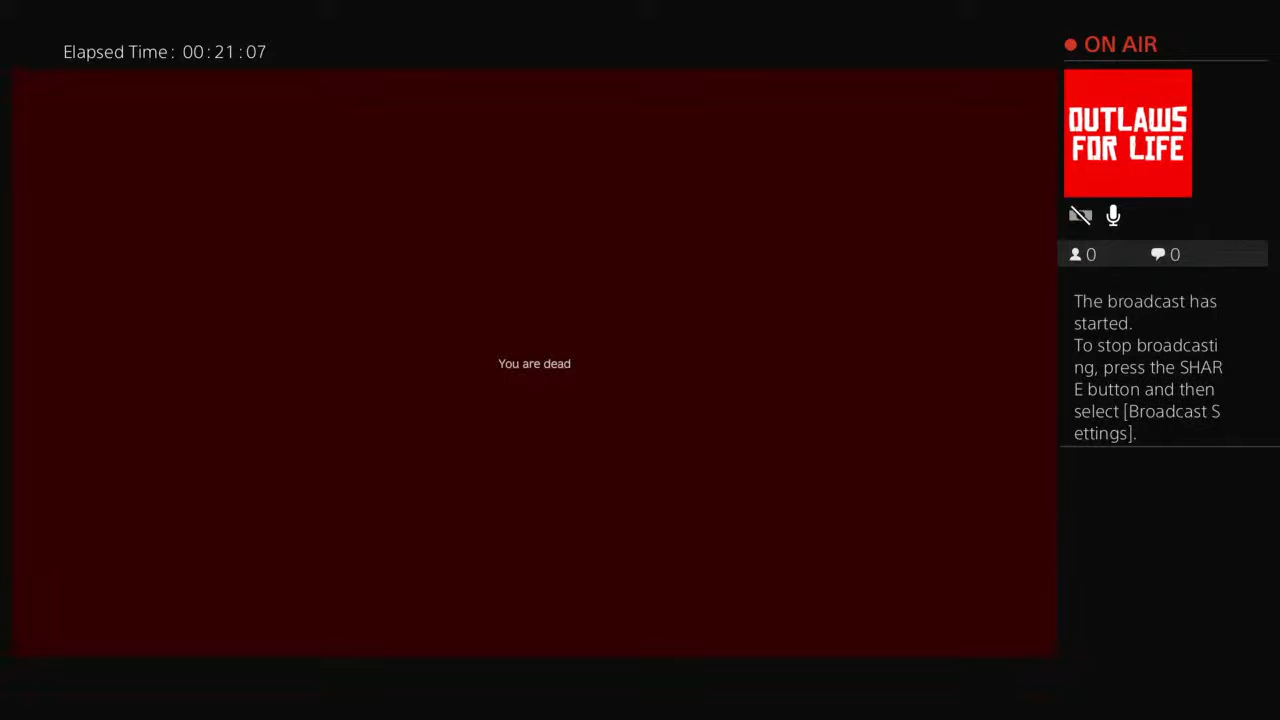 Elapsed Time: 00:21:07
ON AIR
OUTLAWS
FOR LIFE
0
0
The broadcast has
started.
To stop broadcasti
ng, press the SHAR
E button and then
select [Broadcast S
ettings].
You are dead